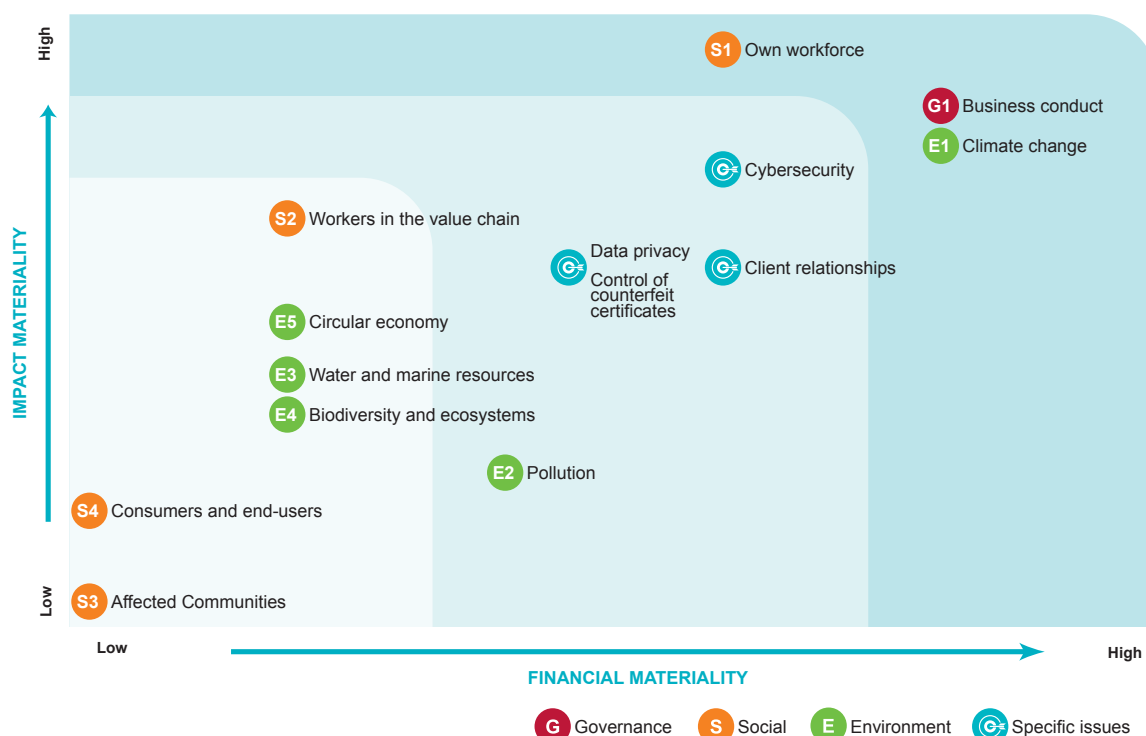 High
S1 Own workforce
G1 Business conduct
E1 Climate change
Cybersecurity
S2 Workers in the value chain
Data privacy
Control of
counterfeit
certificates
Client relationships
E5 Circular economy
E3 Water and marine resources
E4 Biodiversity and ecosystems
E2 Pollution
S4 Consumers and end-users
S3 Affected Communities
IMPACT MATERIALITY
Low
Low
High
FINANCIAL MATERIALITY
G Governance S Social E Environment Specific issues